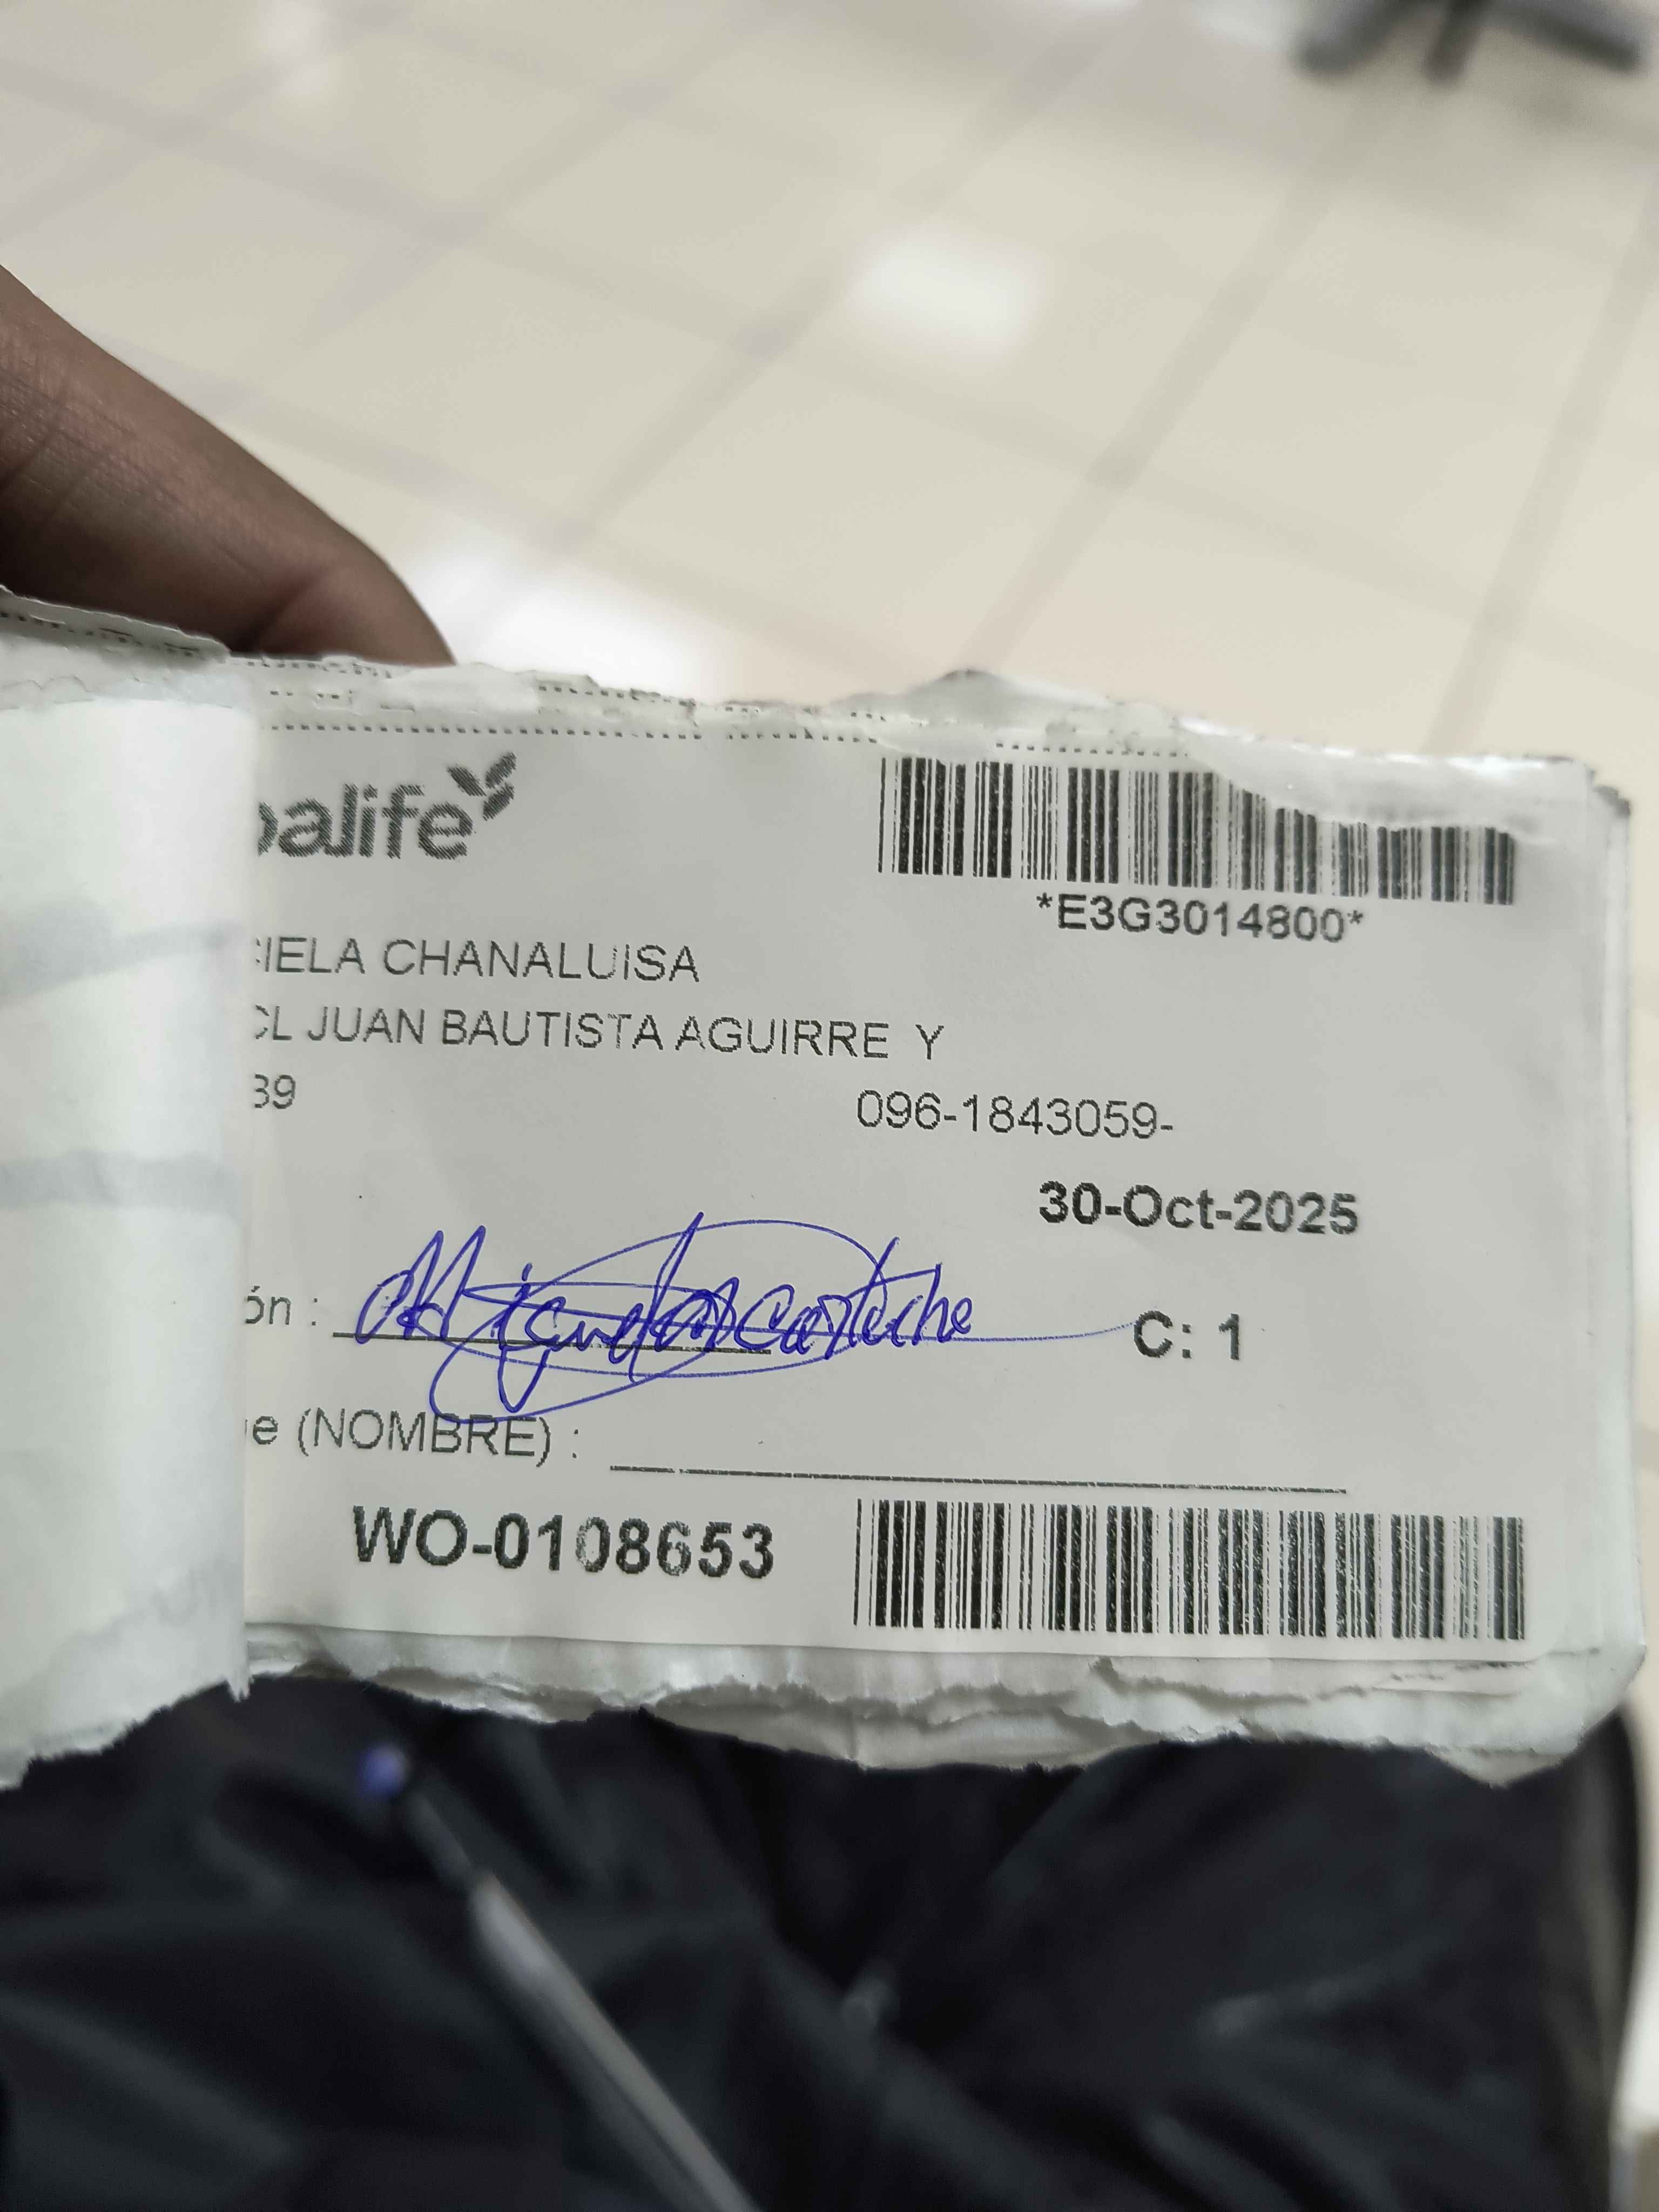 balife
*E3G3014800*
CIELA CHANALUISA
CL JUAN BAUTISTA AGUIRRE Y
39
096-1843059-
30-Oct-2025
ón :
C: 1
e (NOMBRE) :
WO-0108653